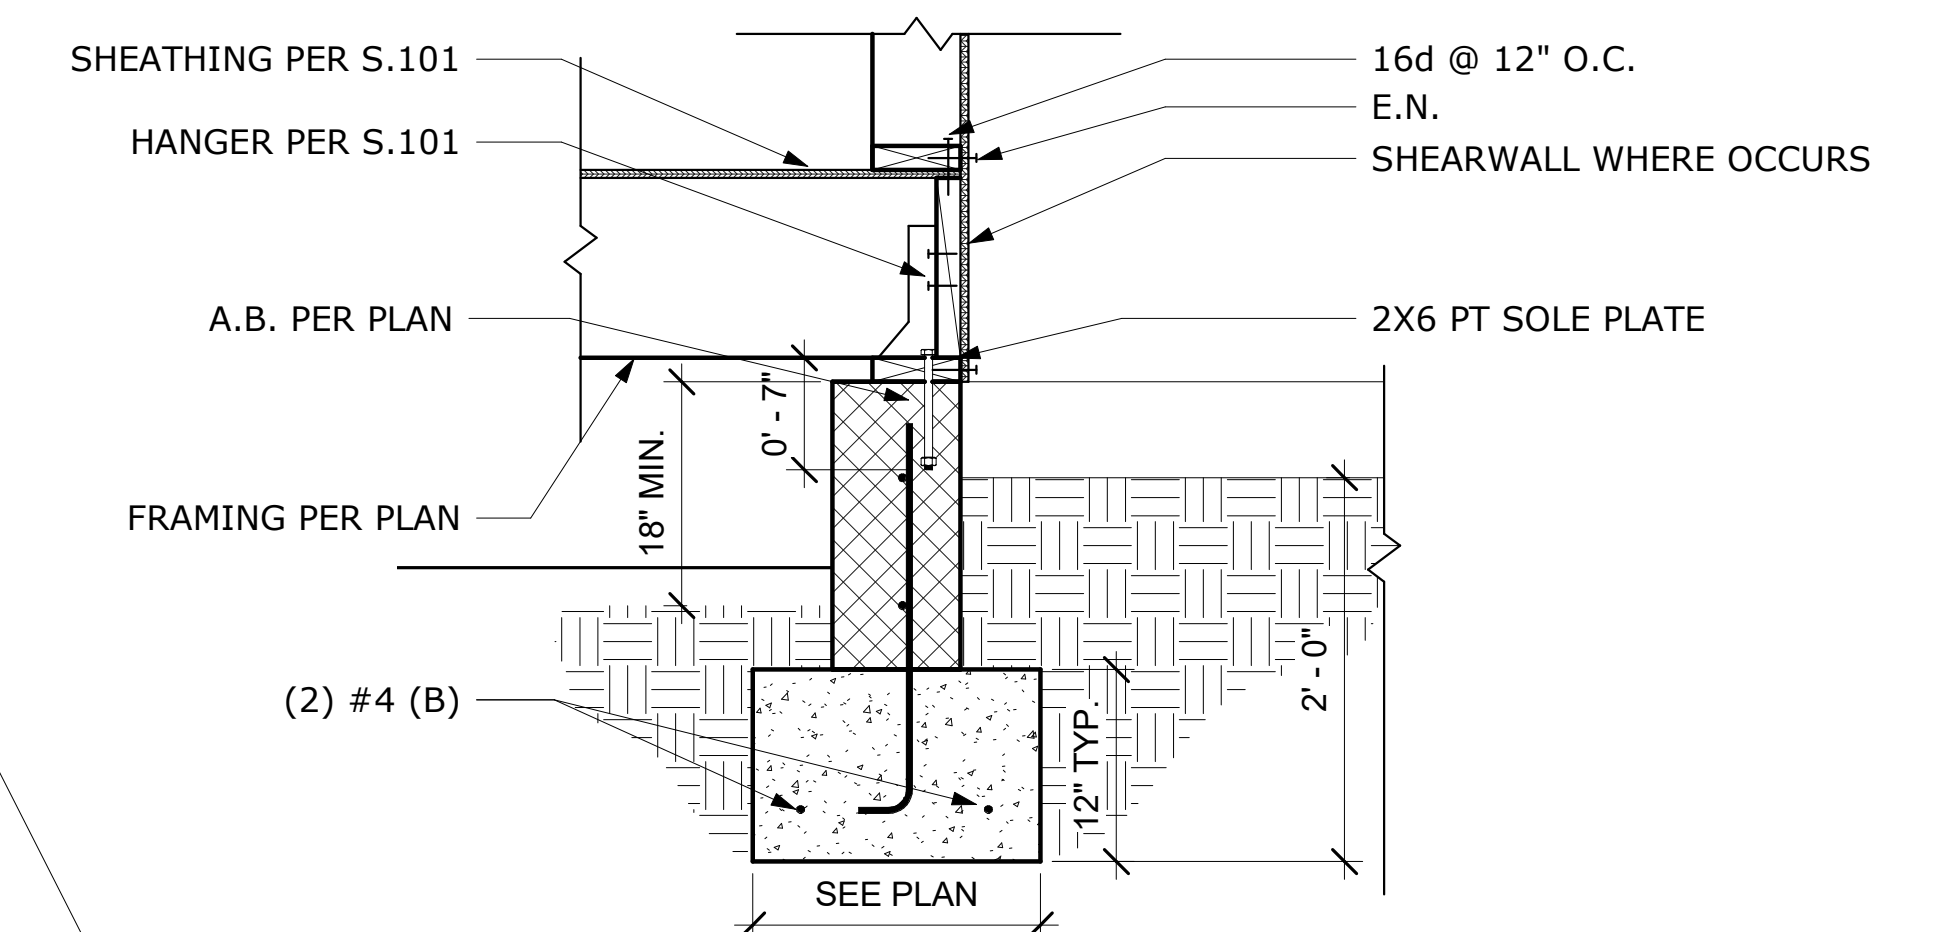 SHEATHING PER S.101
HANGER PER S.101
A.B. PER PLAN
FRAMING PER PLAN
(2) #4 (B)
16d @ 12" O.C.
E.N.
SHEARWALL WHERE OCCURS
2X6 PT SOLE PLATE
0' - 7"
18" MIN.
2' - 0"
12" TYP.
SEE PLAN